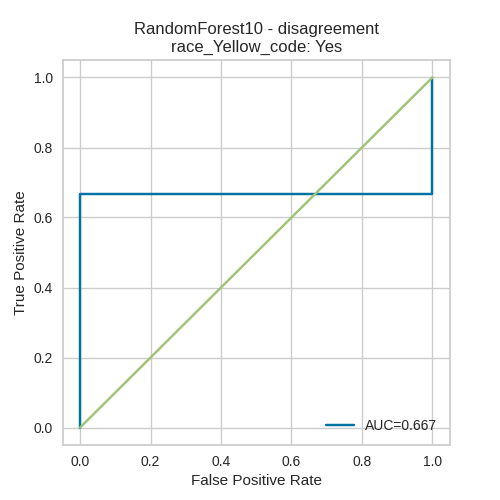 RandomForest10 - disagreement
race_Yellow_code: Yes
1.0
0.8
0.6
0.4
0.2
0.0
True Positive Rate
AUC=0.667
0.0 0.2 0.4 0.6 0.8 1.0
False Positive Rate